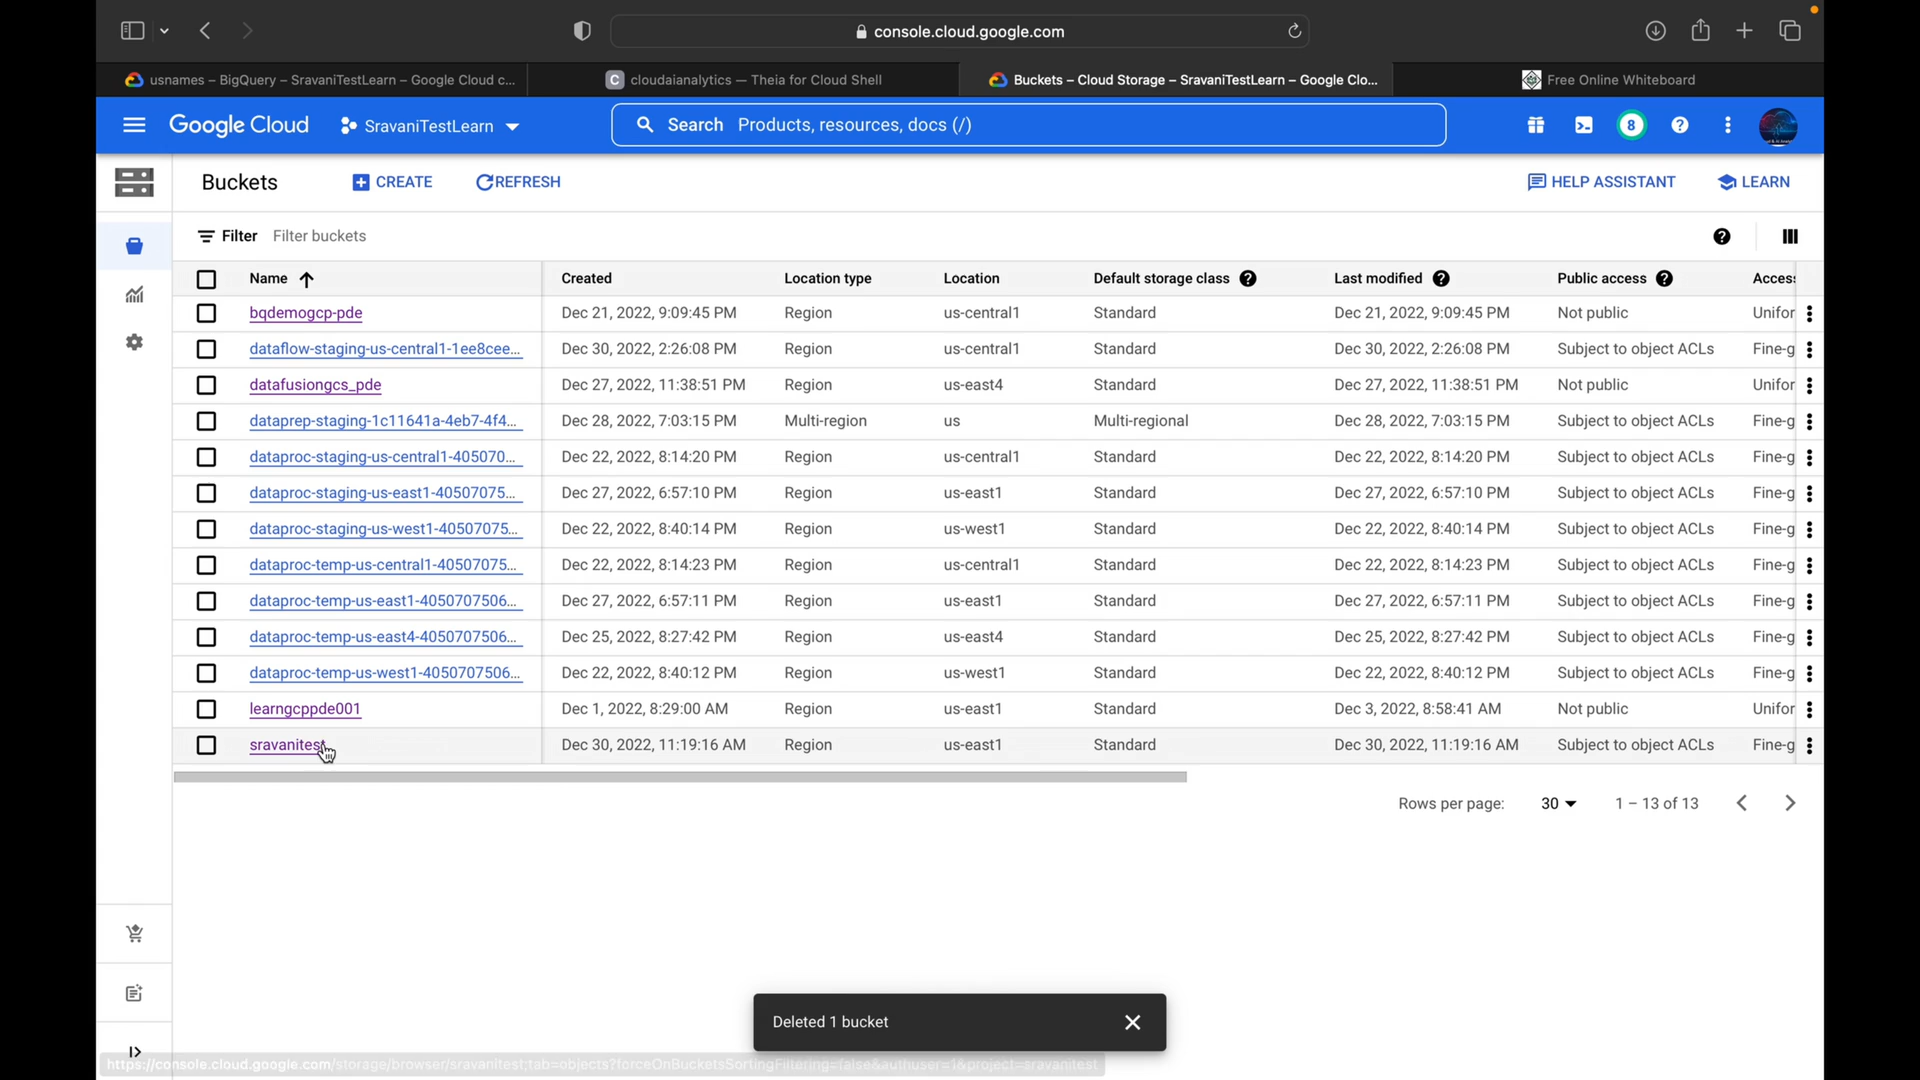 console.cloud.google.com
usnames – BigQuery – SravaniTestLearn – Google Cloud c...
C cloudaianalytics — Theia for Cloud Shell
Buckets – Cloud Storage – SravaniTestLearn – Google Clo...
Free Online Whiteboard
Google Cloud SravaniTestLearn Search Products, resources, docs (/) 8
Buckets CREATE REFRESH HELP ASSISTANT LEARN
Filter Filter buckets
Name Created Location type Location Default storage class Last modified Public access Access
bqdemogcp-pde Dec 21, 2022, 9:09:45 PM Region us-central1 Standard Dec 21, 2022, 9:09:45 PM Not public Unifor
dataflow-staging-us-central1-1ee8cee... Dec 30, 2022, 2:26:08 PM Region us-central1 Standard Dec 30, 2022, 2:26:08 PM Subject to object ACLs Fine-g
datafusiongcs_pde Dec 27, 2022, 11:38:51 PM Region us-east4 Standard Dec 27, 2022, 11:38:51 PM Not public Unifor
dataprep-staging-1c11641a-4eb7-4f4... Dec 28, 2022, 7:03:15 PM Multi-region us Multi-regional Dec 28, 2022, 7:03:15 PM Subject to object ACLs Fine-g
dataproc-staging-us-central1-405070... Dec 22, 2022, 8:14:20 PM Region us-central1 Standard Dec 22, 2022, 8:14:20 PM Subject to object ACLs Fine-g
dataproc-staging-us-east1-40507075... Dec 27, 2022, 6:57:10 PM Region us-east1 Standard Dec 27, 2022, 6:57:10 PM Subject to object ACLs Fine-g
dataproc-staging-us-west1-40507075... Dec 22, 2022, 8:40:14 PM Region us-west1 Standard Dec 22, 2022, 8:40:14 PM Subject to object ACLs Fine-g
dataproc-temp-us-central1-40507075... Dec 22, 2022, 8:14:23 PM Region us-central1 Standard Dec 22, 2022, 8:14:23 PM Subject to object ACLs Fine-g
dataproc-temp-us-east1-4050707506... Dec 27, 2022, 6:57:11 PM Region us-east1 Standard Dec 27, 2022, 6:57:11 PM Subject to object ACLs Fine-g
dataproc-temp-us-east4-4050707506... Dec 25, 2022, 8:27:42 PM Region us-east4 Standard Dec 25, 2022, 8:27:42 PM Subject to object ACLs Fine-g
dataproc-temp-us-west1-4050707506... Dec 22, 2022, 8:40:12 PM Region us-west1 Standard Dec 22, 2022, 8:40:12 PM Subject to object ACLs Fine-g
learngcppde001 Dec 1, 2022, 8:29:00 AM Region us-east1 Standard Dec 3, 2022, 8:58:41 AM Not public Unifor
sravanitest Dec 30, 2022, 11:19:16 AM Region us-east1 Standard Dec 30, 2022, 11:19:16 AM Subject to object ACLs Fine-g
Rows per page: 30 1 – 13 of 13
Deleted 1 bucket
https://console.cloud.google.com/storage/browser/sravanitest;tab=objects?forceOnBucketsSortingFiltering=false&authuser=1&project=sravanitest